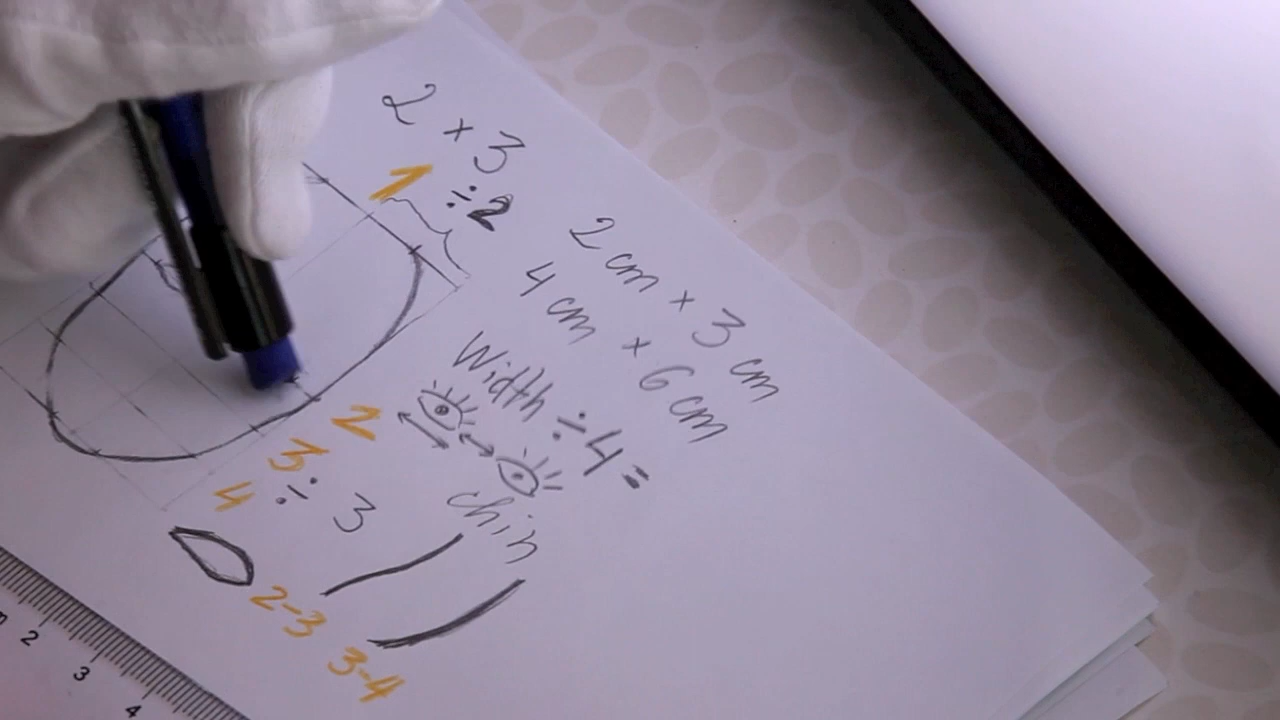 2 × 3
1 ÷ 2
2 cm × 3 cm
4 cm × 6 cm
Width ÷ 4 =
2
3
4 ÷ 3
chin
2-3
3-4
2 3 4